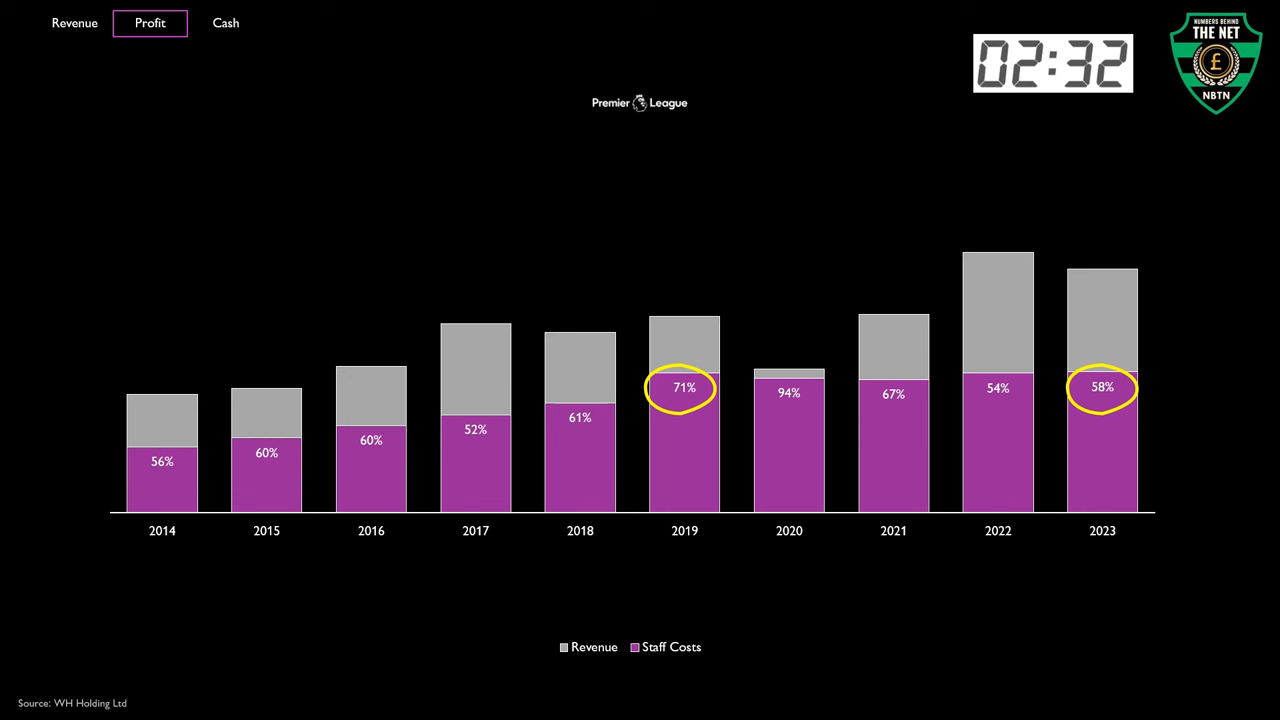 Revenue Profit Cash
02:32
NUMBERS BEHIND
THE NET
£
NBTN
Premier League
56% 60% 60% 52% 61% 71% 94% 67% 54% 58%
2014 2015 2016 2017 2018 2019 2020 2021 2022 2023
Revenue Staff Costs
Source: WH Holding Ltd